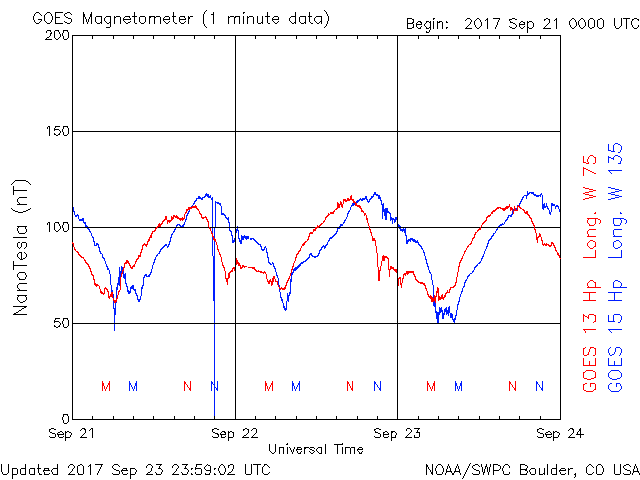 GOES Magnetometer (1 minute data)
Begin: 2017 Sep 21 0000 UTC
200
150
100
50
0
NanoTesla (nT)
M M N N M M N N M M N N
Sep 21 Sep 22 Sep 23 Sep 24
Universal Time
GOES 13 Hp Long. W 75
GOES 15 Hp Long. W 135
Updated 2017 Sep 23 23:59:02 UTC
NOAA/SWPC Boulder, CO USA